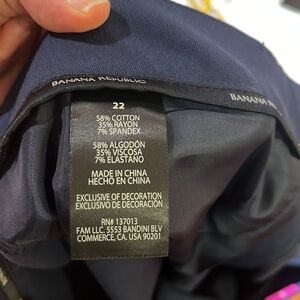 BANANA REPUBLIC
BANANA RE
22
58% COTTON
35% RAYON
7% SPANDEX
58% ALGODÓN
35% VISCOSA
7% ELASTANO
MADE IN CHINA
HECHO EN CHINA
EXCLUSIVE OF DECORATION
EXCLUSIVO DE DECORACIÓN
RN# 137013
FAM LLC. 5553 BANDINI BLV
COMMERCE, CA. USA 90201